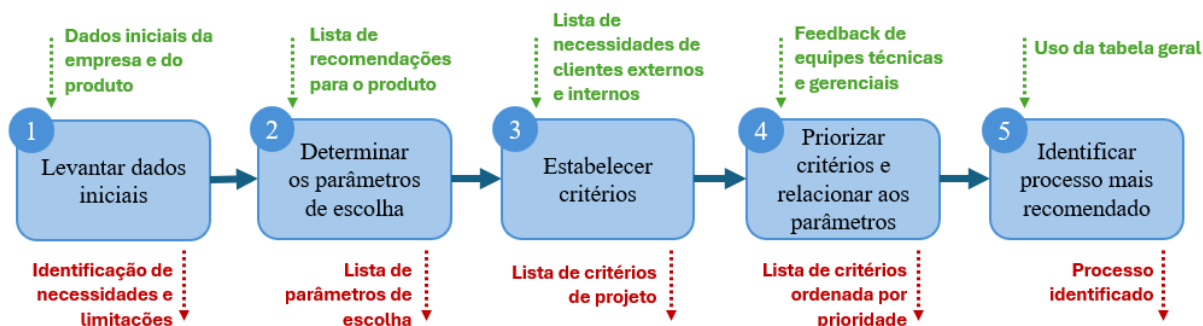 Dados iniciais da
empresa e do
produto
Lista de
recomendações
para o produto
Lista de
necessidades de
clientes externos
e internos
Feedback de
equipes técnicas
e gerenciais
Uso da tabela geral
1
Levantar dados
iniciais
2
Determinar
os parâmetros
de escolha
3
Estabelecer
critérios
4
Priorizar
critérios e
relacionar aos
parâmetros
5
Identificar
processo mais
recomendado
Identificação de
necessidades e
limitações
Lista de
parâmetros de
escolha
Lista de critérios
de projeto
Lista de critérios
ordenada por
prioridade
Processo
identificado